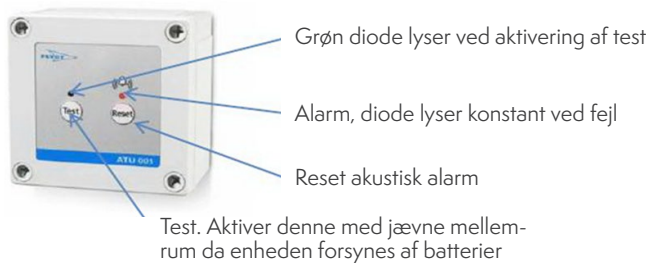 Grøn diode lyser ved aktivering af test
Alarm, diode lyser konstant ved fejl
Test
Reset
ATU 001
Reset akustisk alarm
Test. Aktiver denne med jævne mellem-
rum da enheden forsynes af batterier